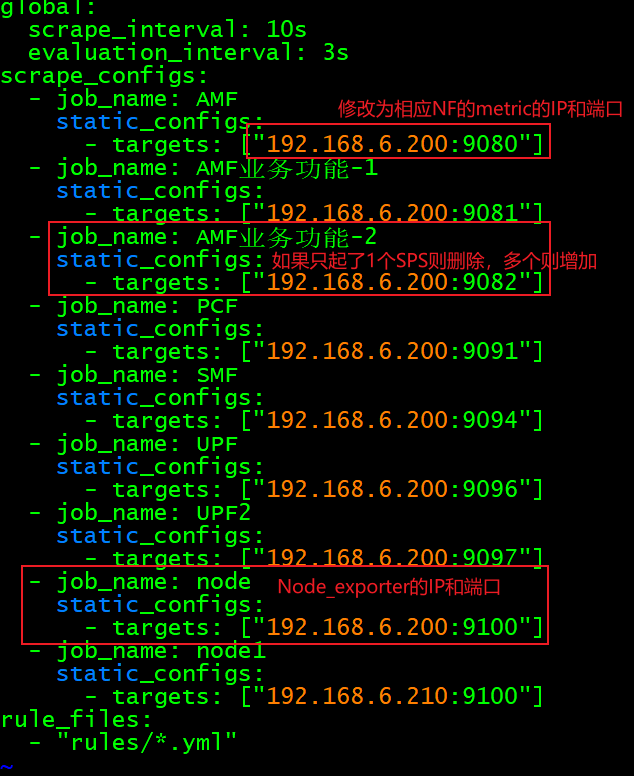 global:
  scrape_interval: 10s
  evaluation_interval: 3s
scrape_configs:
  - job_name: AMF
修改为相应NF的metric的IP和端口
    static_configs:
      - targets: ["192.168.6.200:9080"]
  - job_name: AMF业务功能-1
    static_configs:
      - targets: ["192.168.6.200:9081"]
  - job_name: AMF业务功能-2
    static_configs: 如果只起了1个SPS则删除，多个则增加
      - targets: ["192.168.6.200:9082"]
  - job_name: PCF
    static_configs:
      - targets: ["192.168.6.200:9091"]
  - job_name: SMF
    static_configs:
      - targets: ["192.168.6.200:9094"]
  - job_name: UPF
    static_configs:
      - targets: ["192.168.6.200:9096"]
  - job_name: UPF2
    static_configs:
      - targets: ["192.168.6.200:9097"]
  - job_name: node Node_exporter的IP和端口
    static_configs:
      - targets: ["192.168.6.200:9100"]
  - job_name: node1
    static_configs:
      - targets: ["192.168.6.210:9100"]
rule_files:
  - "rules/*.yml"
~